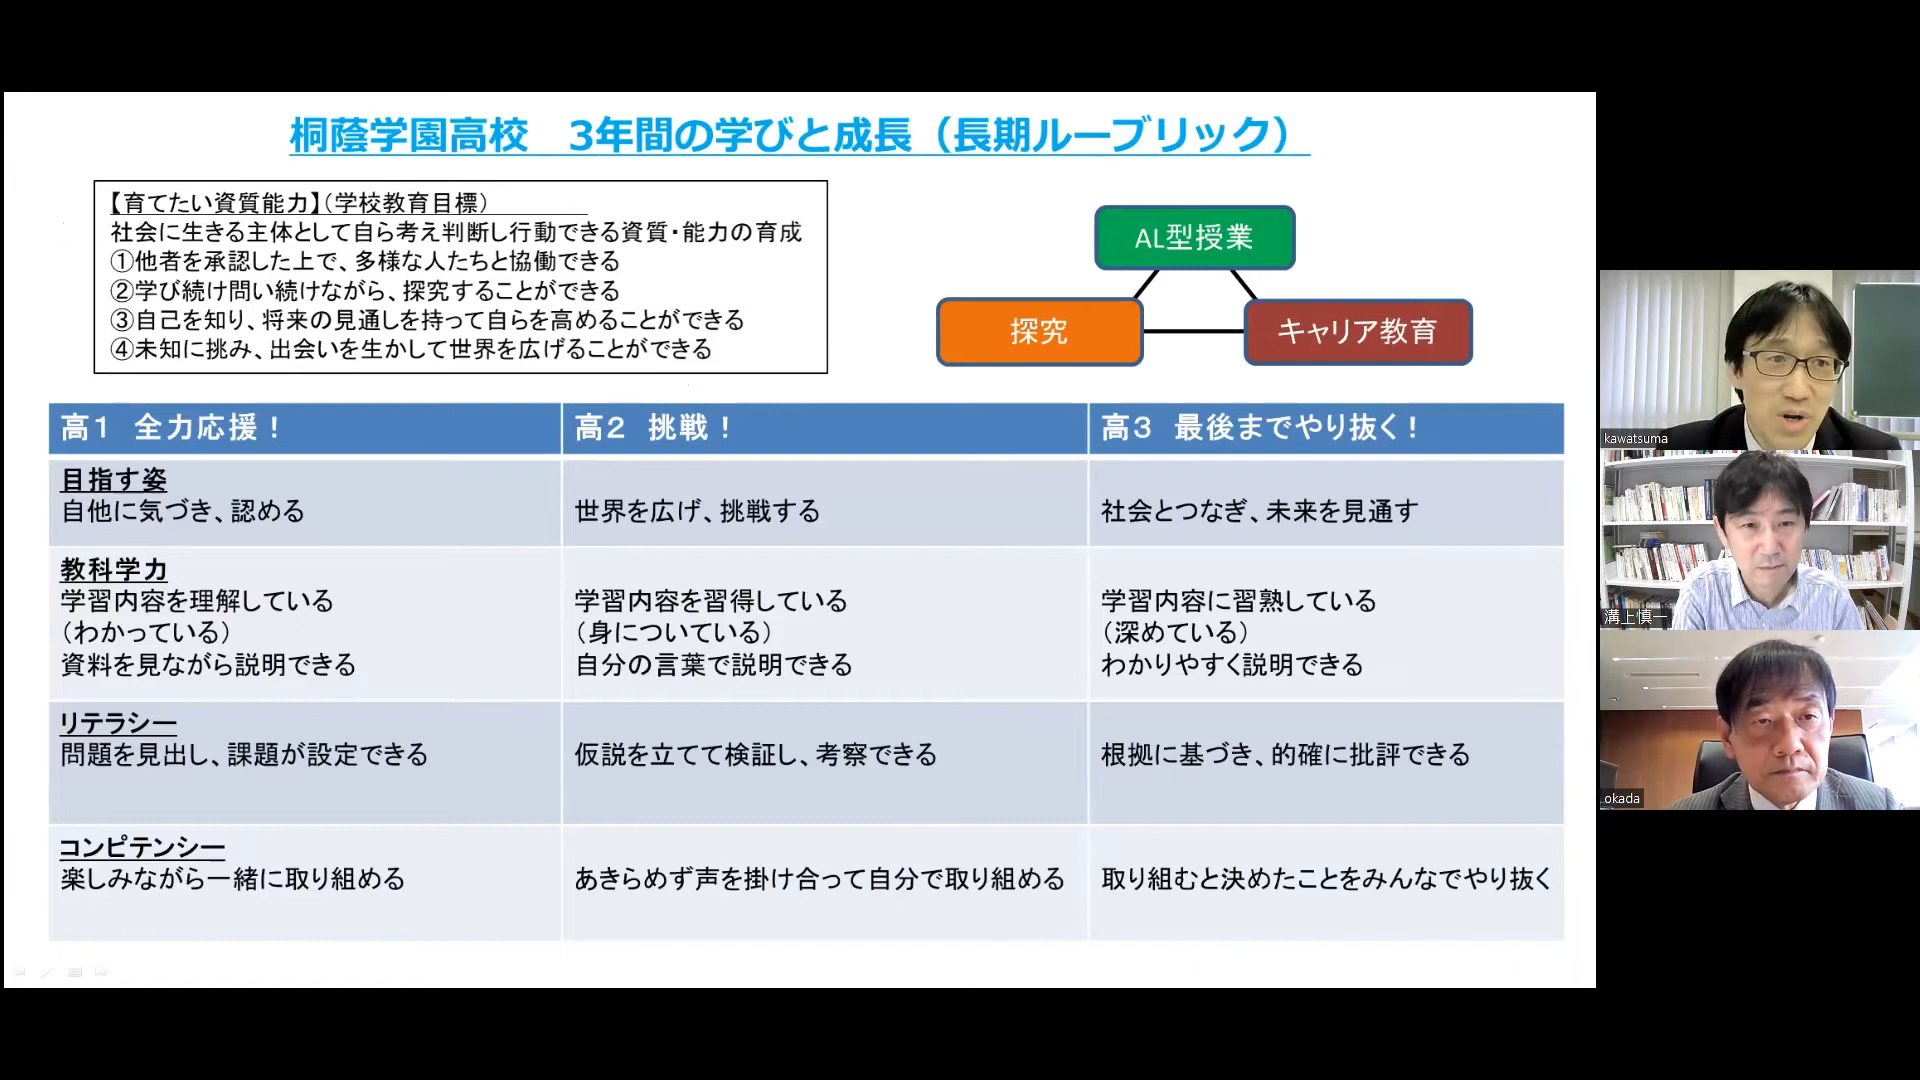 桐蔭学園高校　3年間の学びと成長（長期ルーブリック）
【育てたい資質能力】（学校教育目標）
社会に生きる主体として自ら考え判断し行動できる資質・能力の育成
①他者を承認した上で、多様な人たちと協働できる
②学び続け問い続けながら、探究することができる
③自己を知り、将来の見通しを持って自らを高めることができる
④未知に挑み、出会いを生かして世界を広げることができる
AL型授業
探究
キャリア教育
高１　全力応援！
高２　挑戦！
高３　最後までやり抜く！
目指す姿
自他に気づき、認める
世界を広げ、挑戦する
社会とつなぎ、未来を見通す
教科学力
学習内容を理解している
（わかっている）
資料を見ながら説明できる
学習内容を習得している
（身についている）
自分の言葉で説明できる
学習内容に習熟している
（深めている）
わかりやすく説明できる
リテラシー
問題を見出し、課題が設定できる
仮説を立てて検証し、考察できる
根拠に基づき、的確に批評できる
コンピテンシー
楽しみながら一緒に取り組める
あきらめず声を掛け合って自分で取り組める
取り組むと決めたことをみんなでやり抜く
kawatsuma
溝上慎一
okada